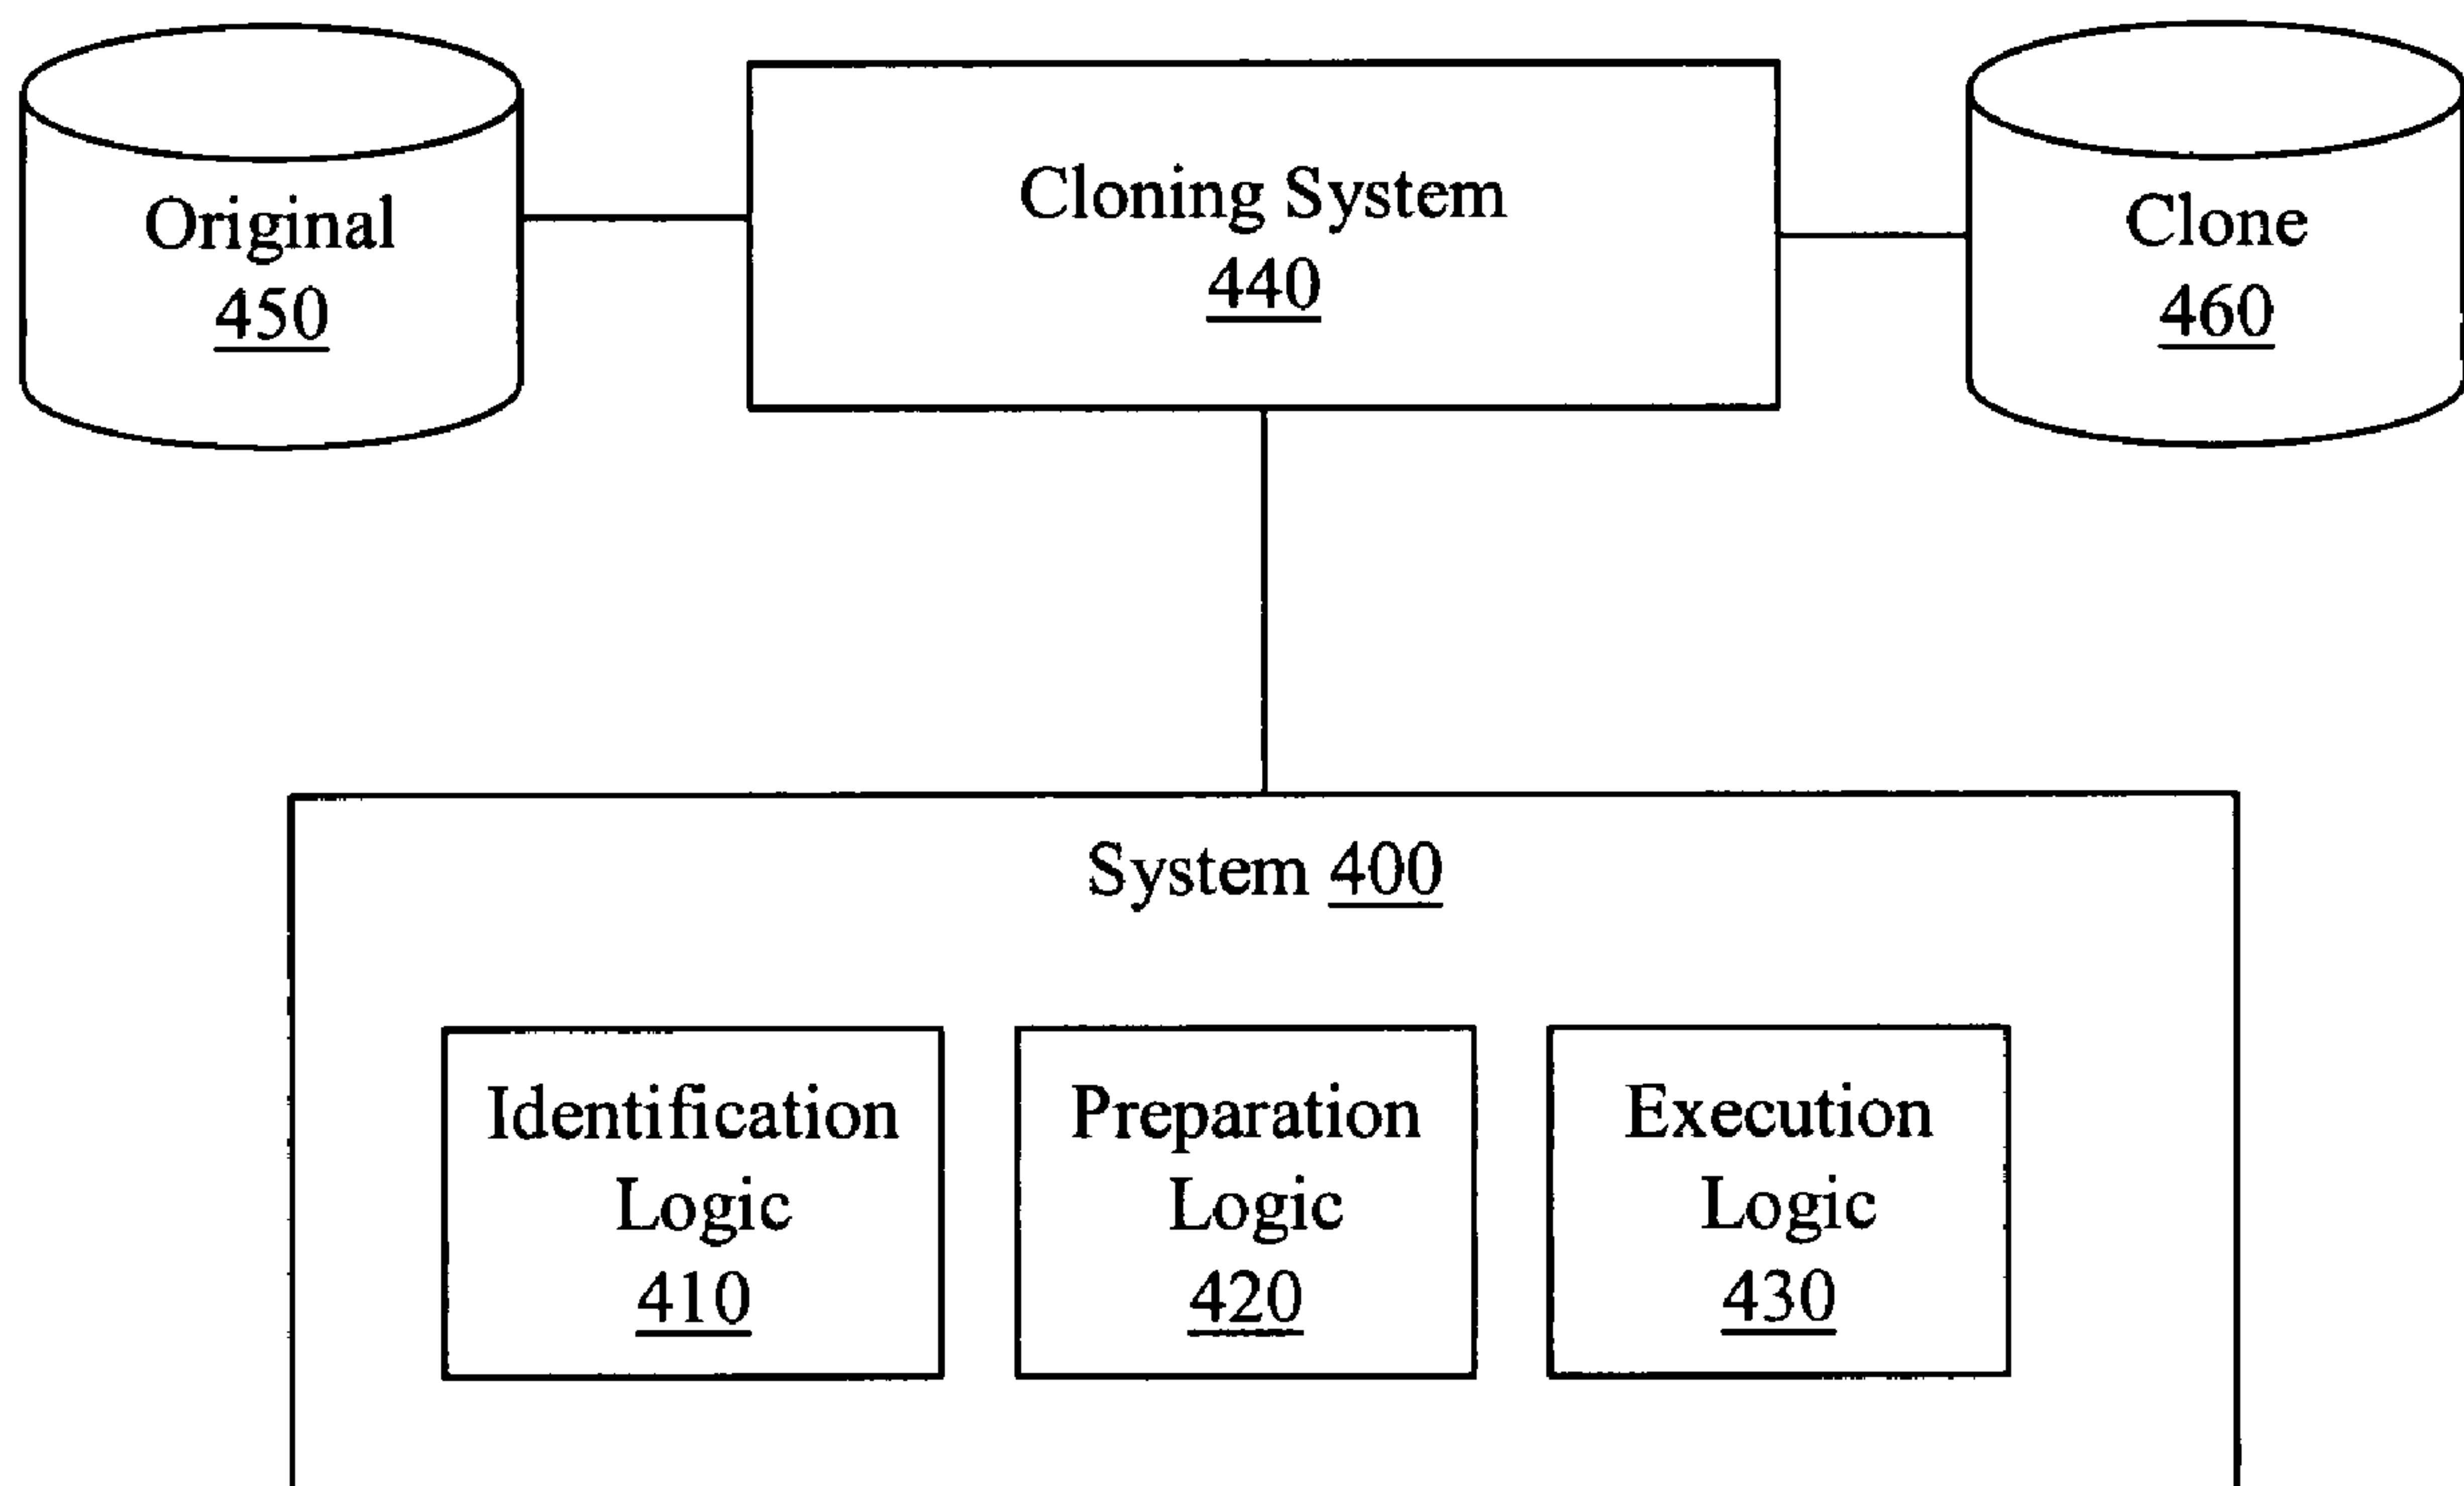 Original
450
Cloning System
440
Clone
460
System 400
Identification
Logic
410
Preparation
Logic
420
Execution
Logic
430